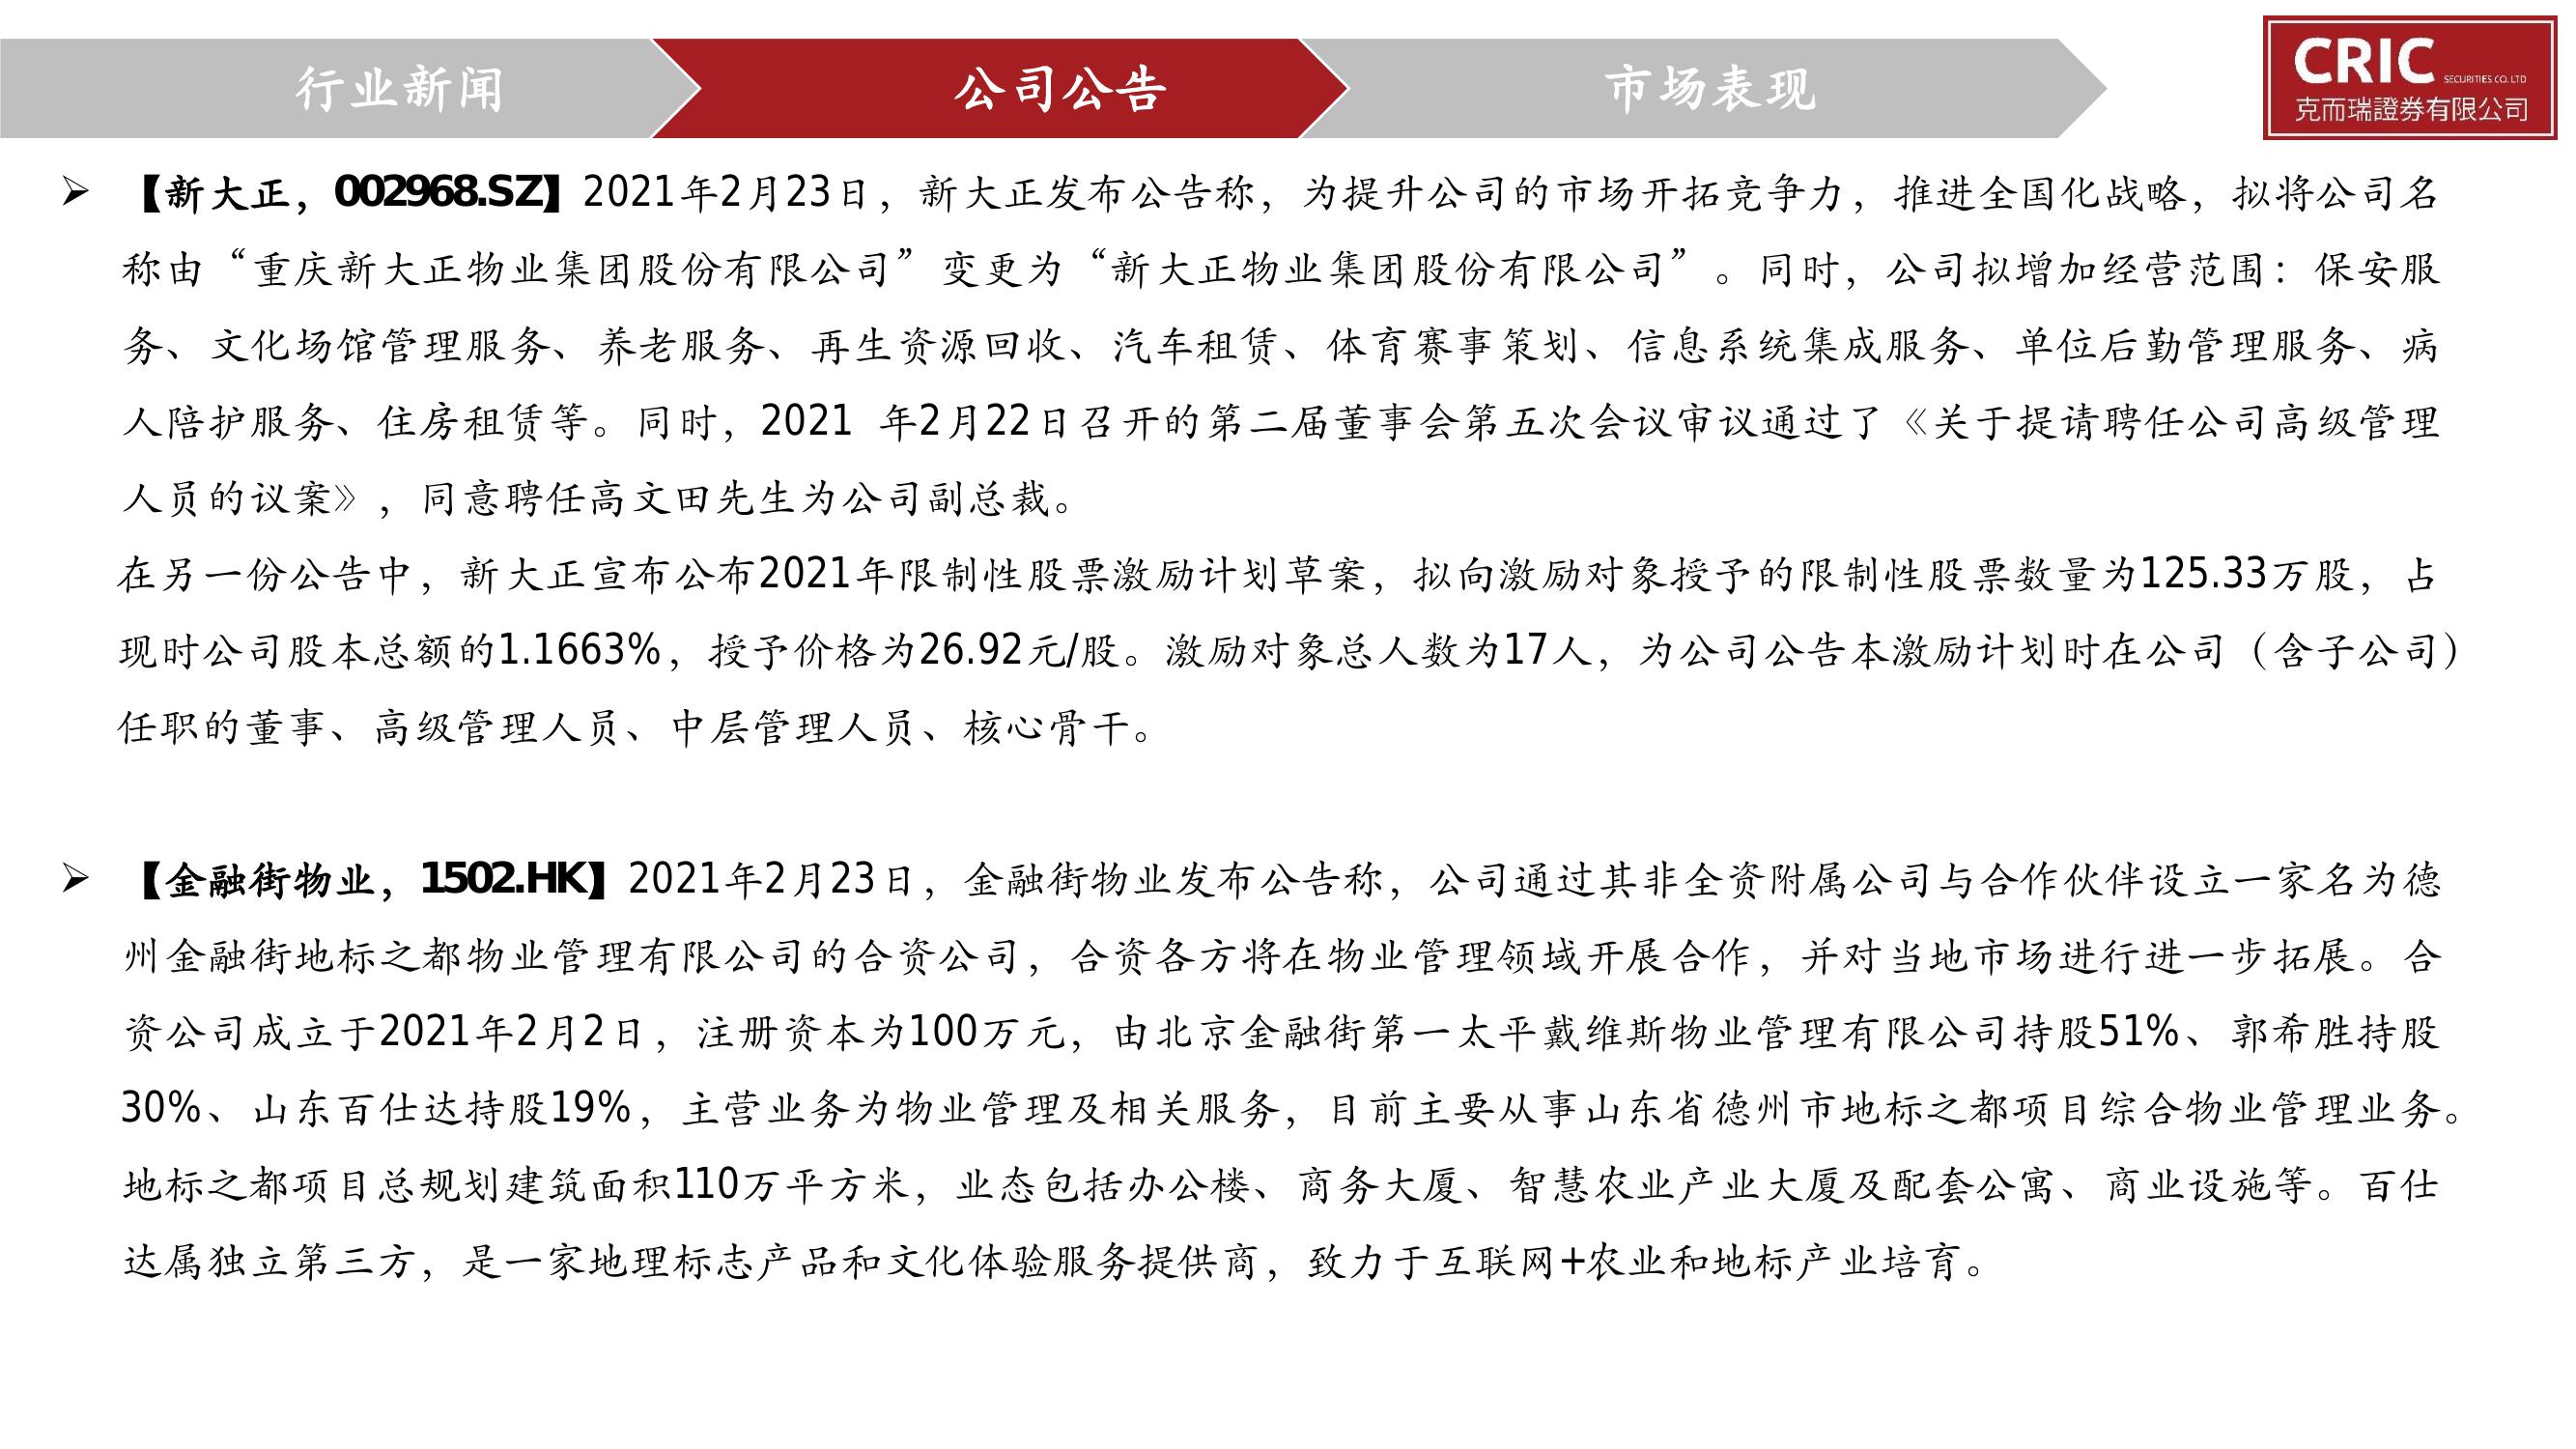 行业新闻
公司公告
市场表现
CRIC SECURITIES CO. LTD
克而瑞證券有限公司
➢ 【新大正，002968.SZ】2021年2月23日，新大正发布公告称，为提升公司的市场开拓竞争力，推进全国化战略，拟将公司名
称由“重庆新大正物业集团股份有限公司”变更为“新大正物业集团股份有限公司”。同时，公司拟增加经营范围：保安服
务、文化场馆管理服务、养老服务、再生资源回收、汽车租赁、体育赛事策划、信息系统集成服务、单位后勤管理服务、病
人陪护服务、住房租赁等。同时，2021 年2月22日召开的第二届董事会第五次会议审议通过了《关于提请聘任公司高级管理
人员的议案》，同意聘任高文田先生为公司副总裁。
在另一份公告中，新大正宣布公布2021年限制性股票激励计划草案，拟向激励对象授予的限制性股票数量为125.33万股，占
现时公司股本总额的1.1663%，授予价格为26.92元/股。激励对象总人数为17人，为公司公告本激励计划时在公司（含子公司）
任职的董事、高级管理人员、中层管理人员、核心骨干。
➢ 【金融街物业，1502.HK】2021年2月23日，金融街物业发布公告称，公司通过其非全资附属公司与合作伙伴设立一家名为德
州金融街地标之都物业管理有限公司的合资公司，合资各方将在物业管理领域开展合作，并对当地市场进行进一步拓展。合
资公司成立于2021年2月2日，注册资本为100万元，由北京金融街第一太平戴维斯物业管理有限公司持股51%、郭希胜持股
30%、山东百仕达持股19%，主营业务为物业管理及相关服务，目前主要从事山东省德州市地标之都项目综合物业管理业务。
地标之都项目总规划建筑面积110万平方米，业态包括办公楼、商务大厦、智慧农业产业大厦及配套公寓、商业设施等。百仕
达属独立第三方，是一家地理标志产品和文化体验服务提供商，致力于互联网+农业和地标产业培育。